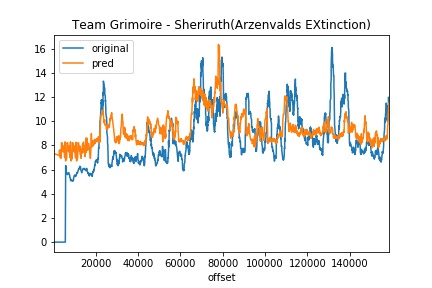 Team Grimoire - Sheriruth(Arzenvalds EXtinction)
original
pred
16
14
12
10
8
6
4
2
0
20000 40000 60000 80000 100000 120000 140000
offset